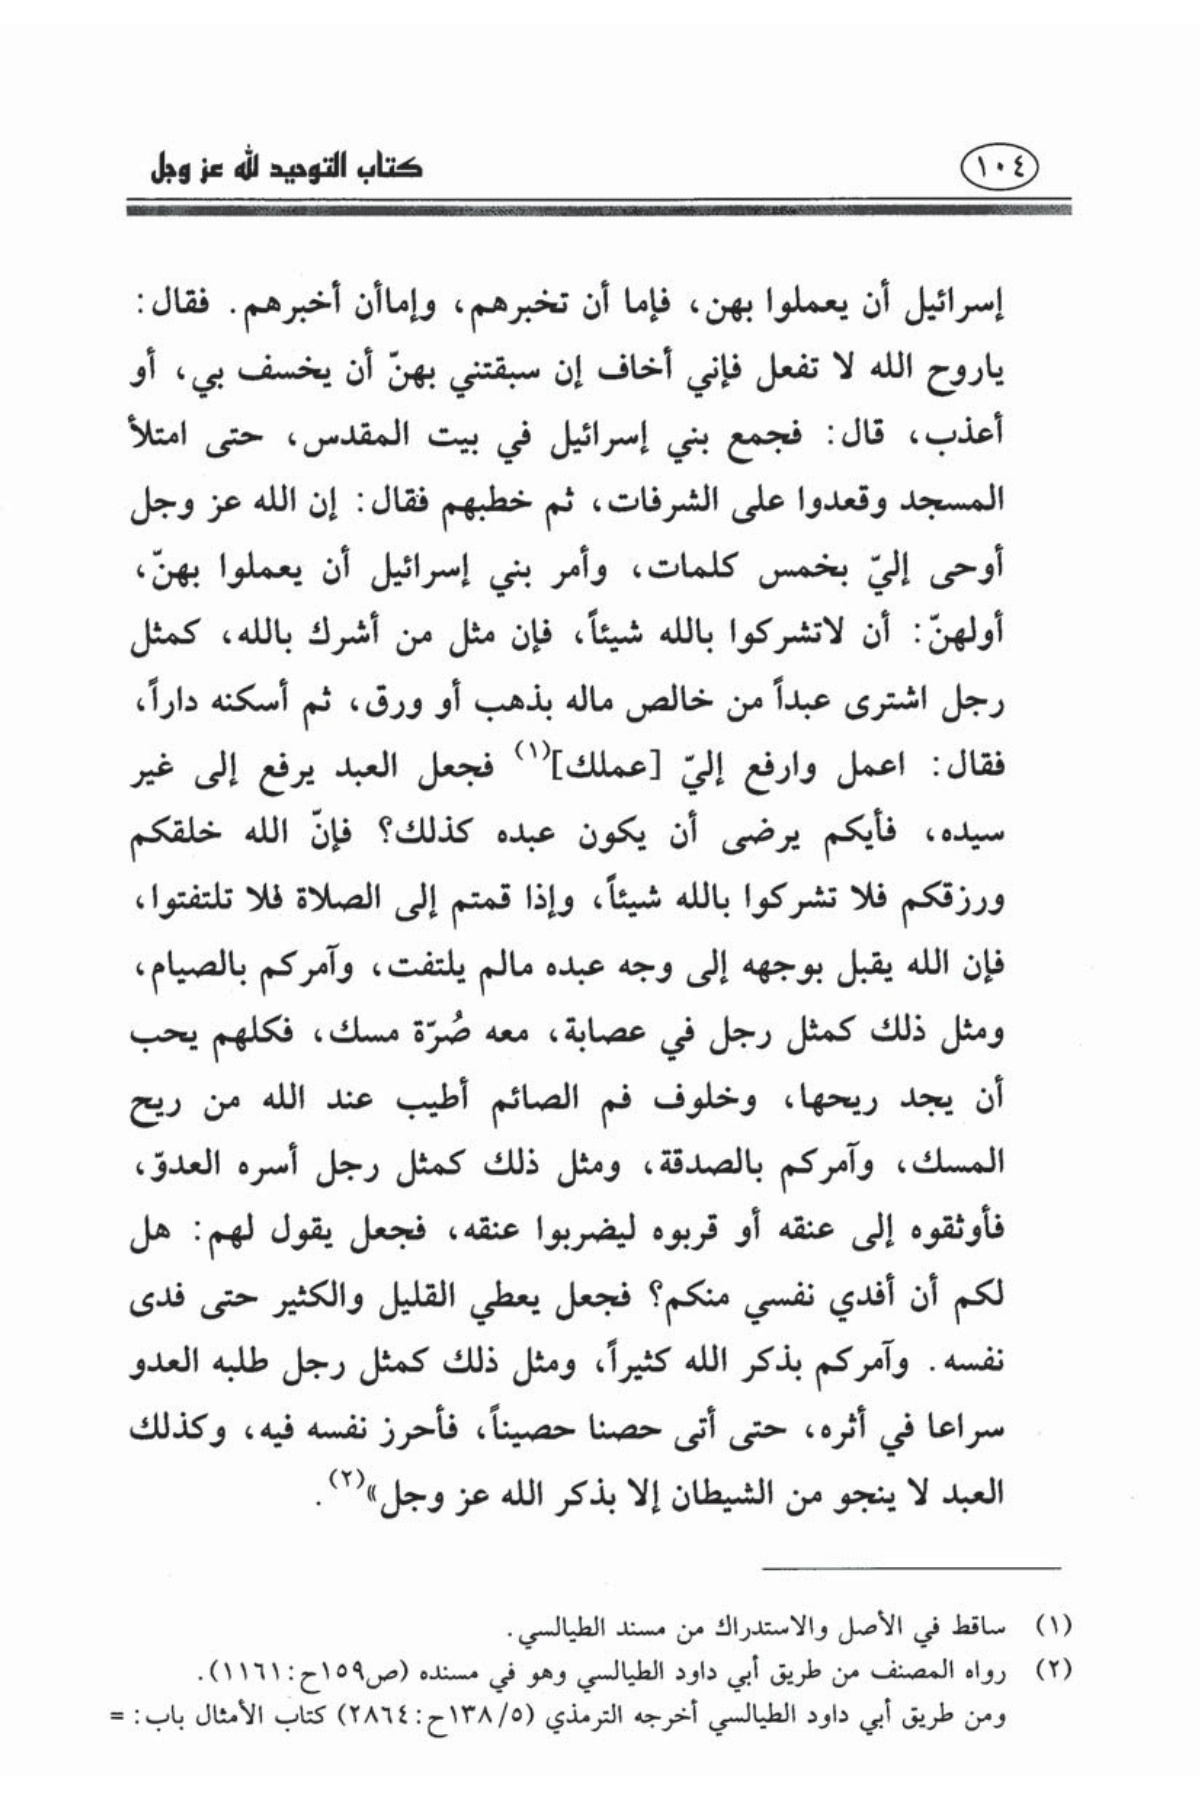 ١٠٤
كتاب التوحيد لله عز وجل
إسرائيل أن يعملوا بهن، فإما أن تخبرهم، وإماأن أخبرهم. فقال:
ياروح الله لا تفعل فإني أخاف إن سبقتني بهنّ أن يخسف بي، أو
أعذب، قال: فجمع بني إسرائيل في بيت المقدس، حتى امتلأ
المسجد وقعدوا على الشرفات، ثم خطبهم فقال: إن الله عز وجل
أوحى إليّ بخمس كلمات، وأمر بني إسرائيل أن يعملوا بهنّ،
أولهنّ: أن لاتشركوا بالله شيئاً، فإن مثل من أشرك بالله، كمثل
رجل اشترى عبداً من خالص ماله بذهب أو ورق، ثم أسكنه داراً،
فقال: اعمل وارفع إليّ [عملك](١) فجعل العبد يرفع إلى غير
سيده، فأيكم يرضى أن يكون عبده كذلك؟ فإنّ الله خلقكم
ورزقكم فلا تشركوا بالله شيئاً، وإذا قمتم إلى الصلاة فلا تلتفتوا،
فإن الله يقبل بوجهه إلى وجه عبده مالم يلتفت، وآمركم بالصيام،
ومثل ذلك كمثل رجل في عصابة، معه صُرّة مسك، فكلهم يحب
أن يجد ريحها، وخلوف فم الصائم أطيب عند الله من ريح
المسك، وآمركم بالصدقة، ومثل ذلك كمثل رجل أسره العدوّ،
فأوثقوه إلى عنقه أو قربوه ليضربوا عنقه، فجعل يقول لهم: هل
لكم أن أفدي نفسي منكم؟ فجعل يعطي القليل والكثير حتى فدى
نفسه. وآمركم بذكر الله كثيراً، ومثل ذلك كمثل رجل طلبه العدو
سراعا في أثره، حتى أتى حصنا حصيناً، فأحرز نفسه فيه، وكذلك
العبد لا ينجو من الشيطان إلا بذكر الله عز وجل»(٢).
(١) ساقط في الأصل والاستدراك من مسند الطيالسي.
(٢) رواه المصنف من طريق أبي داود الطيالسي وهو في مسنده (ص١٥٩ح:١١٦١).
ومن طريق أبي داود الطيالسي أخرجه الترمذي (١٣٨/٥ح:٢٨٦٤) كتاب الأمثال باب: =